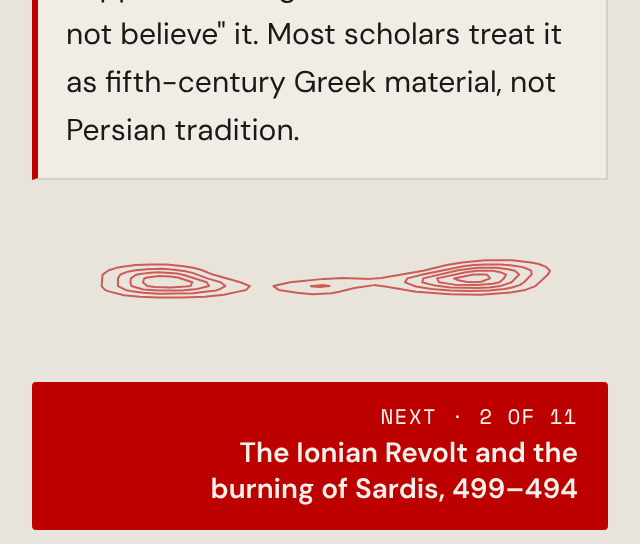 not believe" it. Most scholars treat it
as fifth-century Greek material, not
Persian tradition.
NEXT · 2 OF 11
The Ionian Revolt and the
burning of Sardis, 499–494